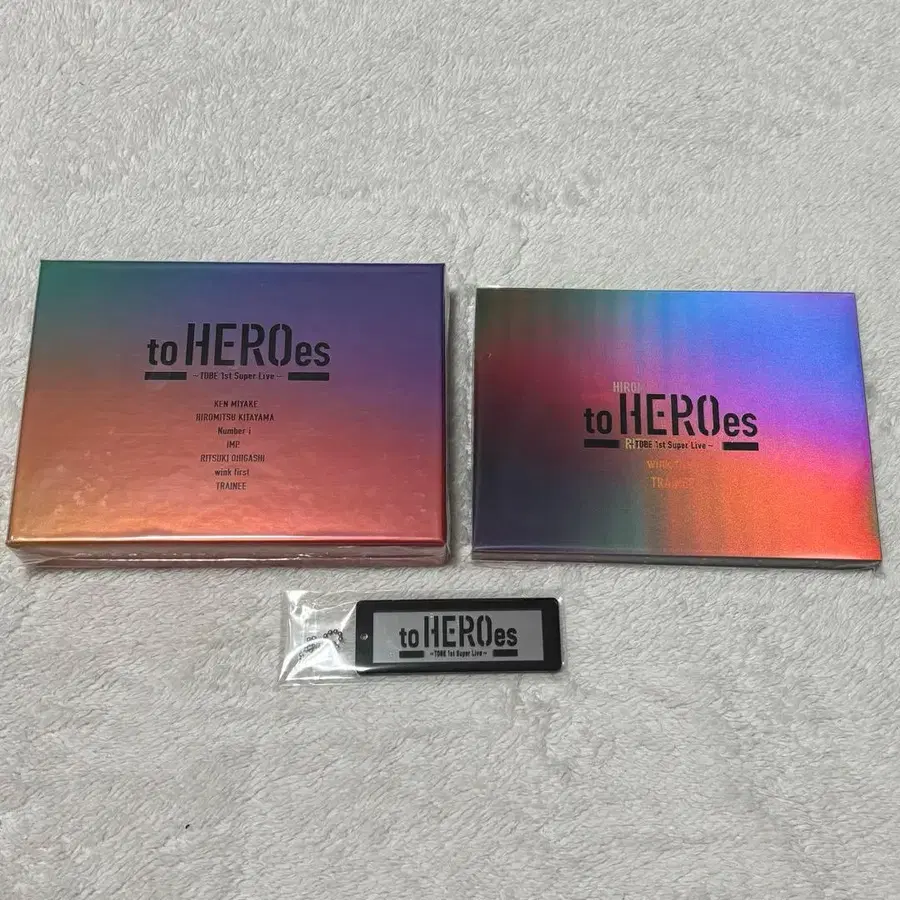 to HEROes
~ TOBE 1st Super Live ~
KEN MIYAKE
HIROMITSU KITAYAMA
Number_i
IMP.
RITSUKI OHIGASHI
wink first
TRAINEE
to HEROes
~ TOBE 1st Super Live ~
TRAINEE
to HEROes
~ TOBE 1st Super Live ~